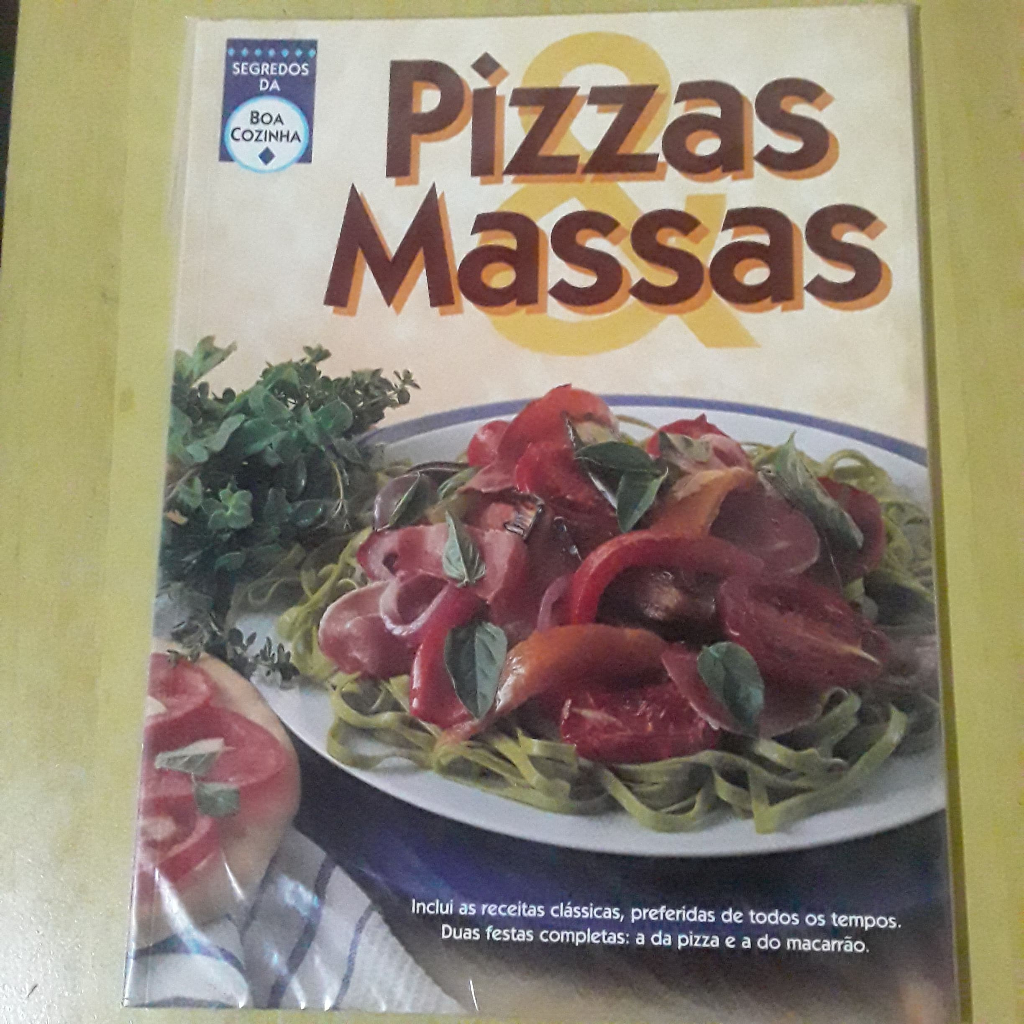 SEGREDOS
DA
BOA
COZINHA
Pizzas
&
Massas
Inclui as receitas clássicas, preferidas de todos os tempos.
Duas festas completas: a da pizza e a do macarrão.